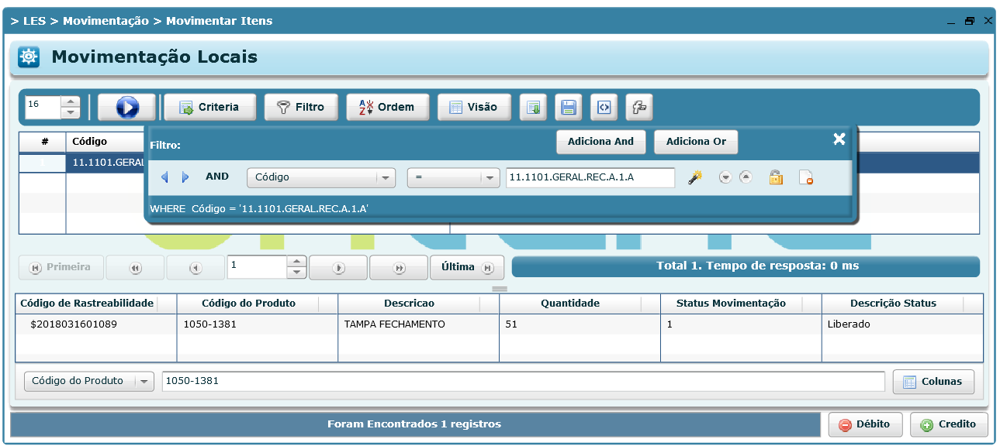 > LES > Movimentação > Movimentar Itens
Movimentação Locais
16 Criteria Filtro Ordem Visão
# Código
11.1101.GERAL
Filtro: Adiciona And Adiciona Or
AND Código = 11.1101.GERAL.REC.A.1.A
WHERE Código = '11.1101.GERAL.REC.A.1.A'
Primeira 1 Última Total 1. Tempo de resposta: 0 ms
Código de Rastreabilidade Código do Produto Descricao Quantidade Status Movimentação Descrição Status
$2018031601089 1050-1381 TAMPA FECHAMENTO 51 1 Liberado
Código do Produto 1050-1381 Colunas
Foram Encontrados 1 registros Débito Credito